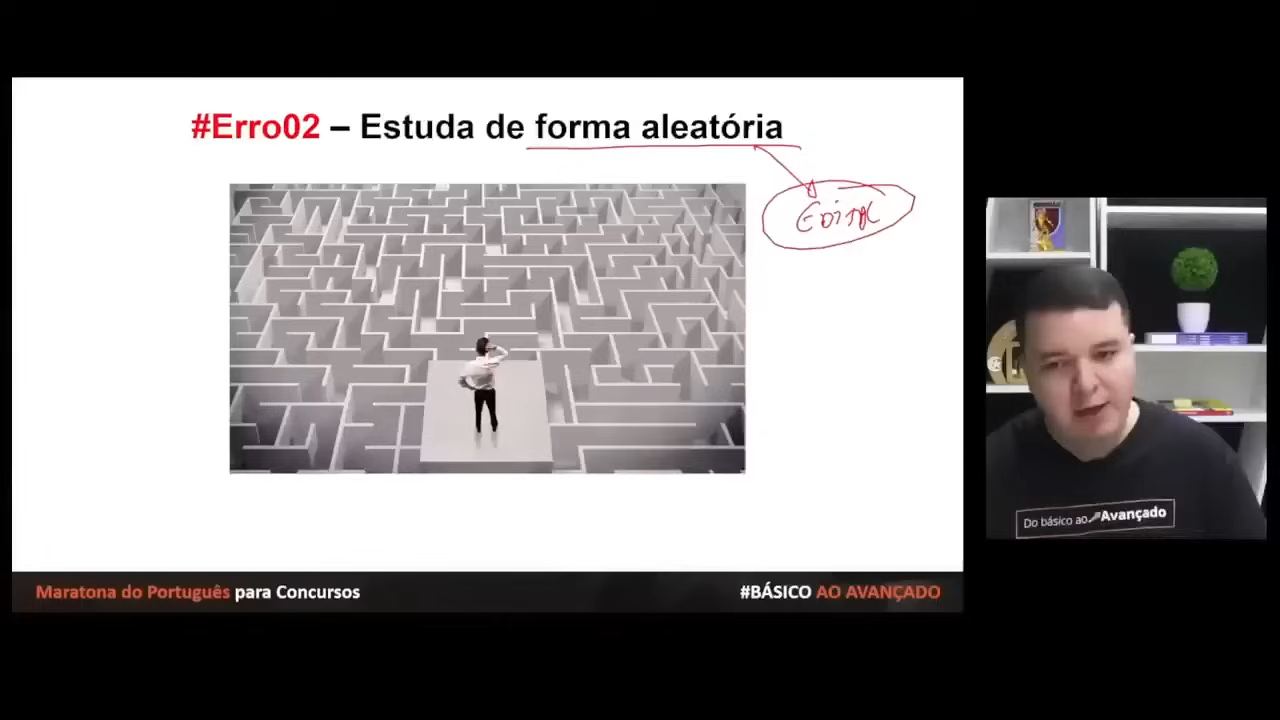 #Erro02 – Estuda de forma aleatória
EDITAL
Do básico ao Avançado
Maratona do Português para Concursos
#BÁSICO AO AVANÇADO